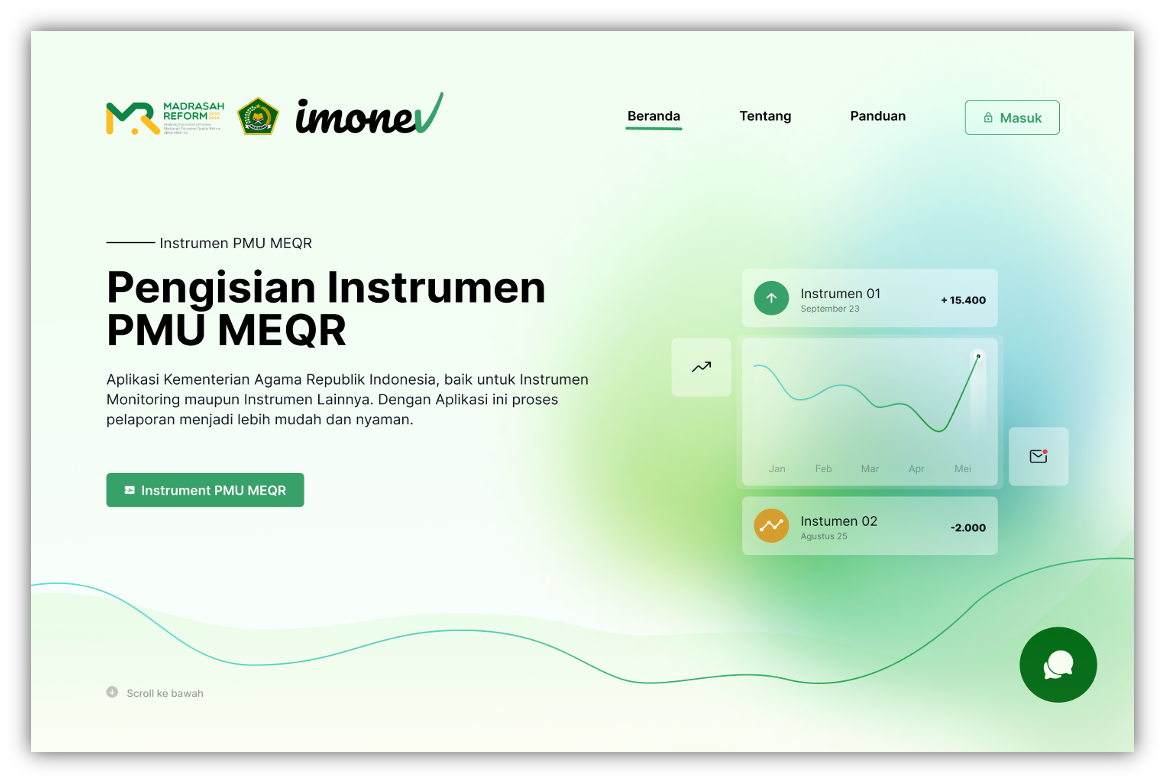 MADRASAH
REFORM
imonev
Beranda
Tentang
Panduan
Masuk
Instrumen PMU MEQR
Pengisian Instrumen
PMU MEQR
Aplikasi Kementerian Agama Republik Indonesia, baik untuk Instrumen
Monitoring maupun Instrumen Lainnya. Dengan Aplikasi ini proses
pelaporan menjadi lebih mudah dan nyaman.
Instrument PMU MEQR
Instrumen 01
September 23
+ 15.400
Jan Feb Mar Apr Mei
Instumen 02
Agustus 25
-2.000
Scroll ke bawah